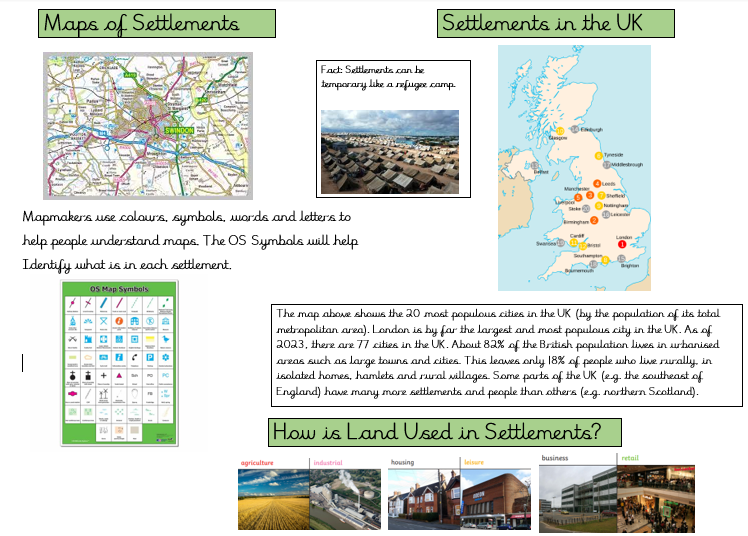 Maps of Settlements
Settlements in the UK
SWINDON
Fact: Settlements can be
temporary like a refugee camp.
Edinburgh
Glasgow
Tyneside
Middlesbrough
Belfast
Leeds
Manchester
Sheffield
Liverpool
Nottingham
Stoke
Leicester
Birmingham
Cardiff
London
Swansea
Bristol
Southampton
Brighton
Bournemouth
Mapmakers use colours, symbols, words and letters to
help people understand maps. The OS Symbols will help
Identify what is in each settlement.
OS Map Symbols
The map above shows the 20 most populous cities in the UK (by the population of its total
metropolitan area). London is by far the largest and most populous city in the UK. As of
2023, there are 77 cities in the UK. About 82% of the British population lives in urbanised
areas such as large towns and cities. This leaves only 18% of people who live rurally, in
isolated homes, hamlets and rural villages. Some parts of the UK (e.g. the southeast of
England) have many more settlements and people than others (e.g. northern Scotland).
How is Land Used in Settlements?
agriculture
industrial
housing
leisure
business
retail